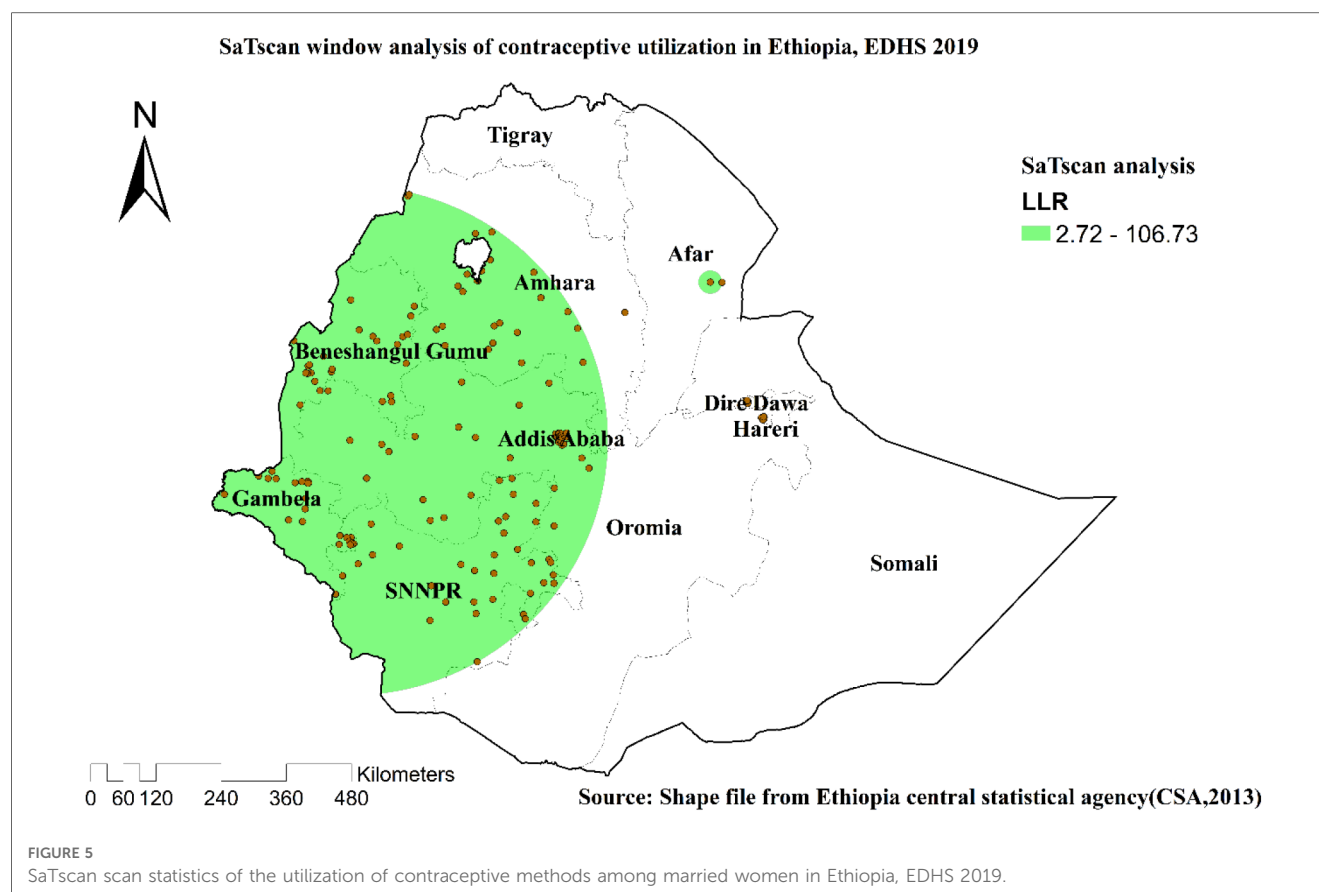 SaTscan window analysis of contraceptive utilization in Ethiopia, EDHS 2019
N
Tigray
SaTscan analysis
LLR
2.72 - 106.73
Afar
Amhara
Beneshangul Gumu
Dire Dawa
Hareri
Addis Ababa
Gambela
Oromia
Somali
SNNPR
Kilometers
0 60 120 240 360 480
Source: Shape file from Ethiopia central statistical agency(CSA,2013)
FIGURE 5
SaTscan scan statistics of the utilization of contraceptive methods among married women in Ethiopia, EDHS 2019.